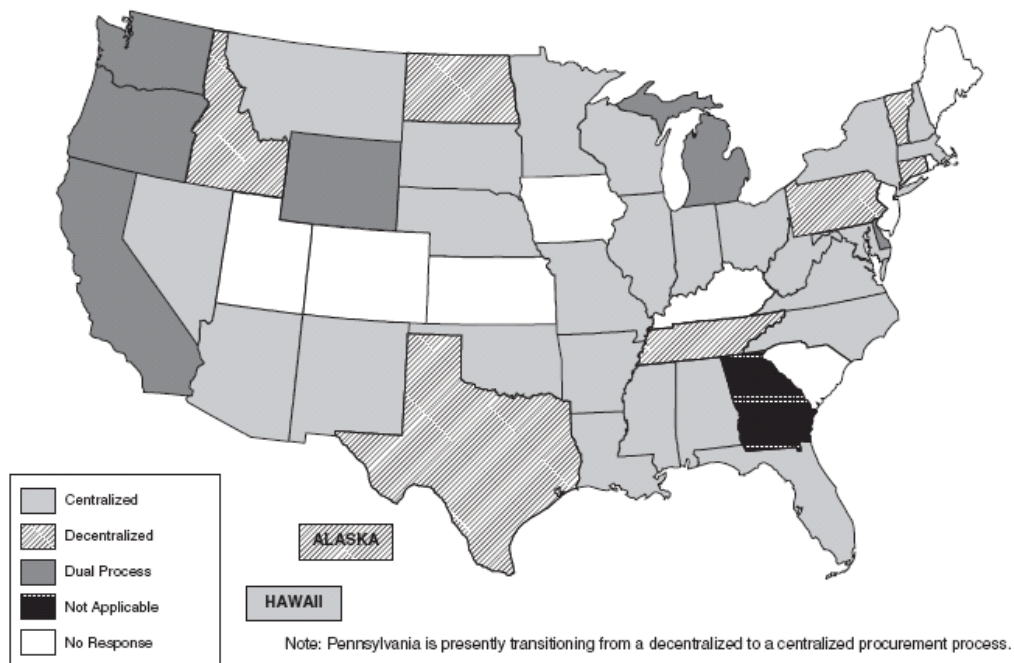 Centralized
Decentralized
Dual Process
Not Applicable
No Response
ALASKA
HAWAII
Note: Pennsylvania is presently transitioning from a decentralized to a centralized procurement process.